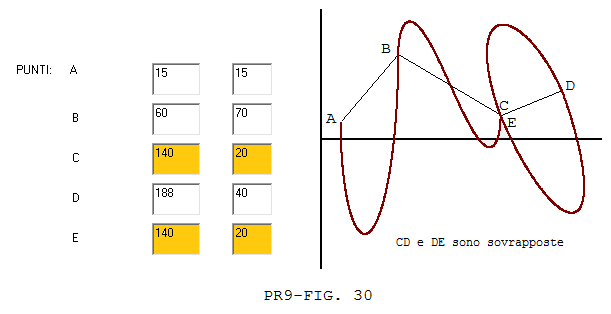 PUNTI: A 15 15
B 60 70
C 140 20
D 188 40
E 140 20
B
A
C
D
E
CD e DE sono sovrapposte
PR9-FIG. 30